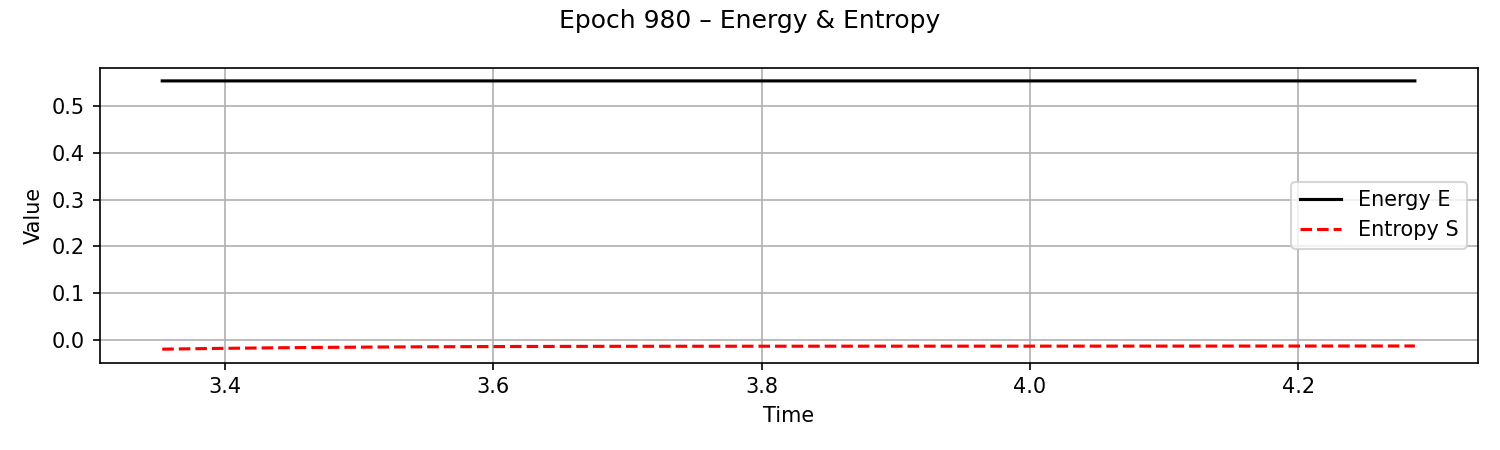 Epoch 980 – Energy & Entropy
Value
0.5
0.4
0.3
0.2
0.1
0.0
Energy E
Entropy S
3.4 3.6 3.8 4.0 4.2
Time